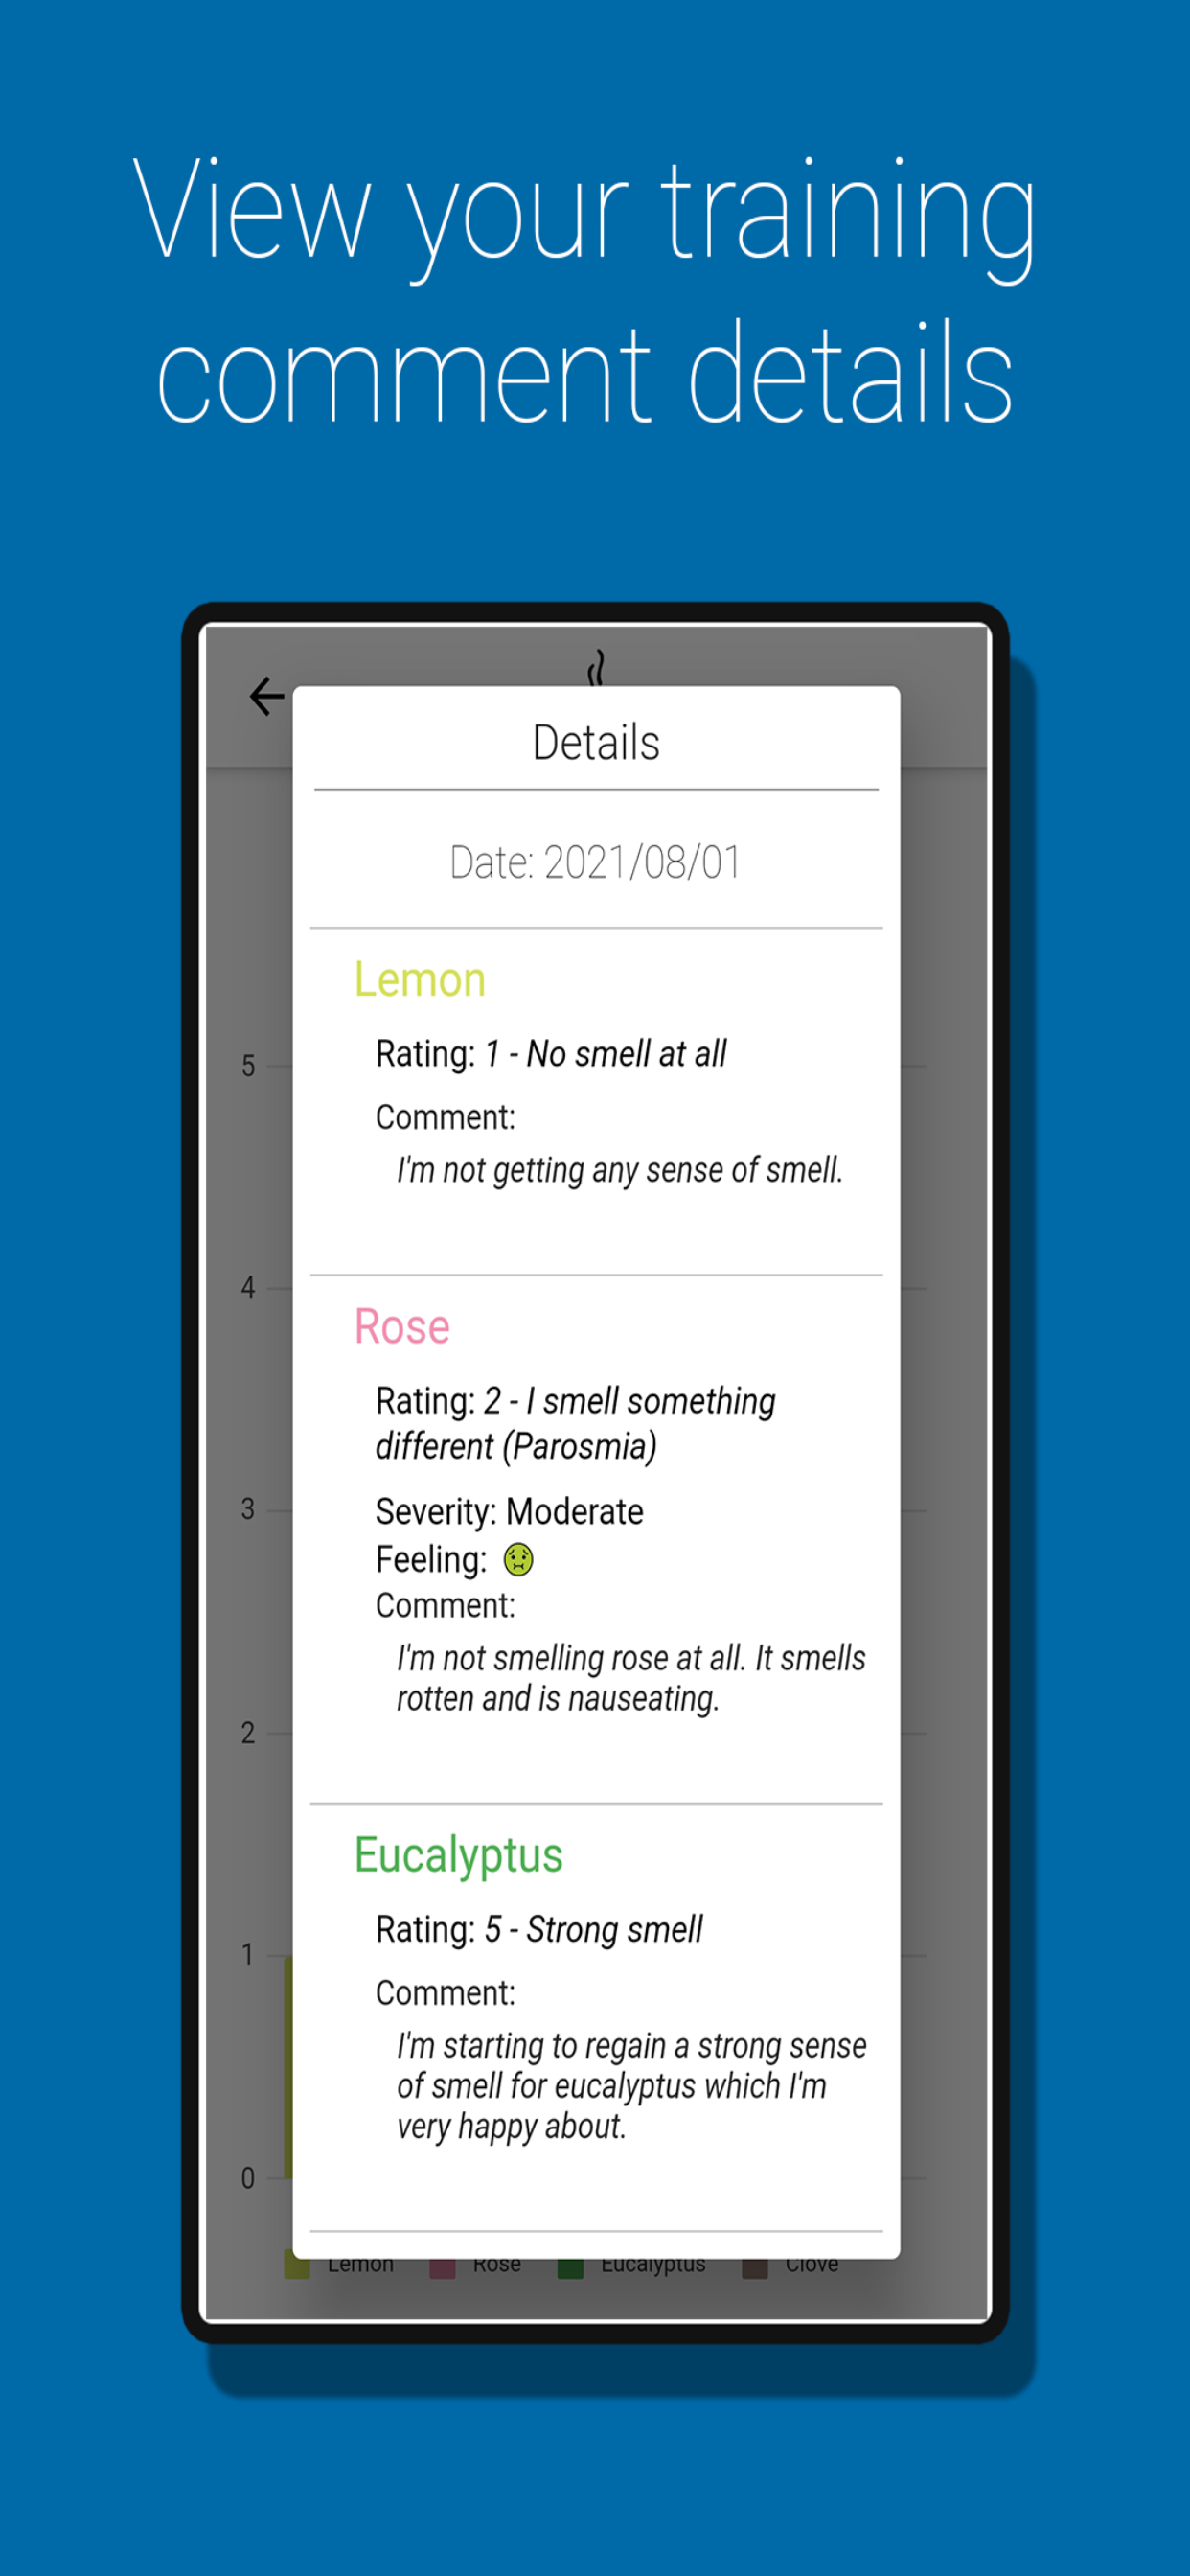 View your training
comment details
Details
Date: 2021/08/01
Lemon
Rating: 1 - No smell at all
Comment:
I'm not getting any sense of smell.
Rose
Rating: 2 - I smell something
different (Parosmia)
Severity: Moderate
Feeling:
Comment:
I'm not smelling rose at all. It smells
rotten and is nauseating.
Eucalyptus
Rating: 5 - Strong smell
Comment:
I'm starting to regain a strong sense
of smell for eucalyptus which I'm
very happy about.
5
4
3
2
1
0
Lemon Rose Eucalyptus Clove